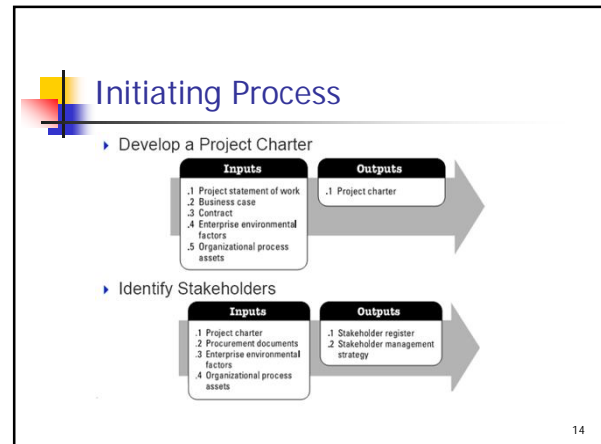 Initiating Process
Develop a Project Charter
Inputs
.1 Project statement of work
.2 Business case
.3 Contract
.4 Enterprise environmental
factors
.5 Organizational process
assets
Outputs
.1 Project charter
Identify Stakeholders
Inputs
.1 Project charter
.2 Procurement documents
.3 Enterprise environmental
factors
.4 Organizational process
assets
Outputs
.1 Stakeholder register
.2 Stakeholder management
strategy
14